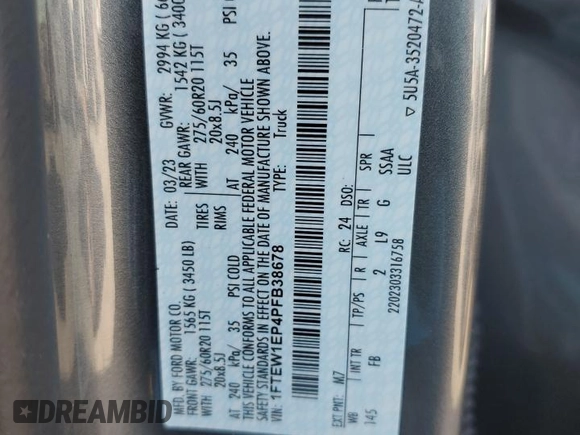 MFD. BY FORD MOTOR CO.
DATE: 03/23 GVWR: 2994 KG
FRONT GAWR: 1565 KG ( 3450 LB) REAR GAWR: 1542 KG ( 3400
275/60R20 115T TIRES WITH 275/60R20 115T
20x8.5J RIMS 20x8.5J
AT 240 kPa/ 35 PSI COLD AT 240 kPa/ 35 PSI
THIS VEHICLE CONFORMS TO ALL APPLICABLE FEDERAL MOTOR VEHICLE
SAFETY STANDARDS IN EFFECT ON THE DATE OF MANUFACTURE SHOWN ABOVE.
VIN: 1FTEW1EP4PFB38678 TYPE: Truck
EXT PNT: M7 RC: 24 DSO:
WB INT TR TP/PS R AXLE TR SPR
145 FB 2 L9 G SSAA
2202303316758 ULC
5U5A-3520472-
DREAMBID